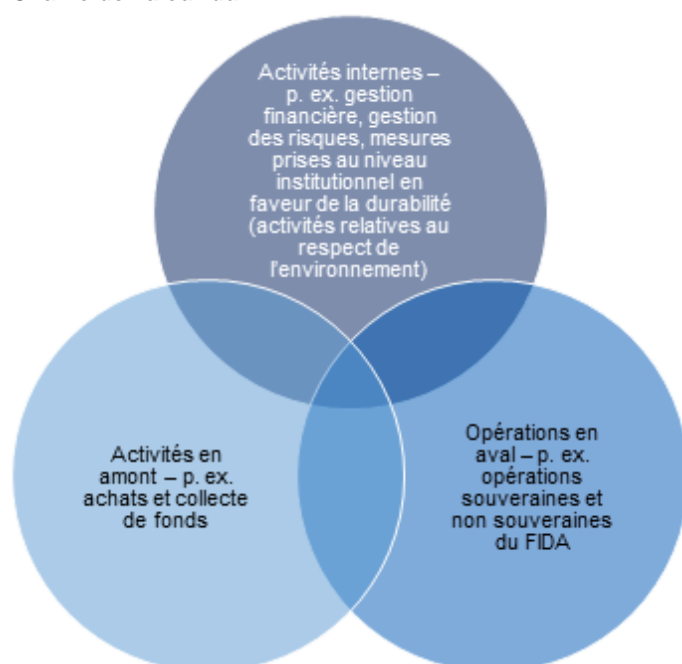 Activités internes –
p. ex. gestion
financière, gestion
des risques, mesures
prises au niveau
institutionnel en
faveur de la durabilité
(activités relatives au
respect de
l'environnement)
Activités en
amont – p. ex.
achats et collecte
de fonds
Opérations en
aval – p. ex.
opérations
souveraines et
non souveraines
du FIDA